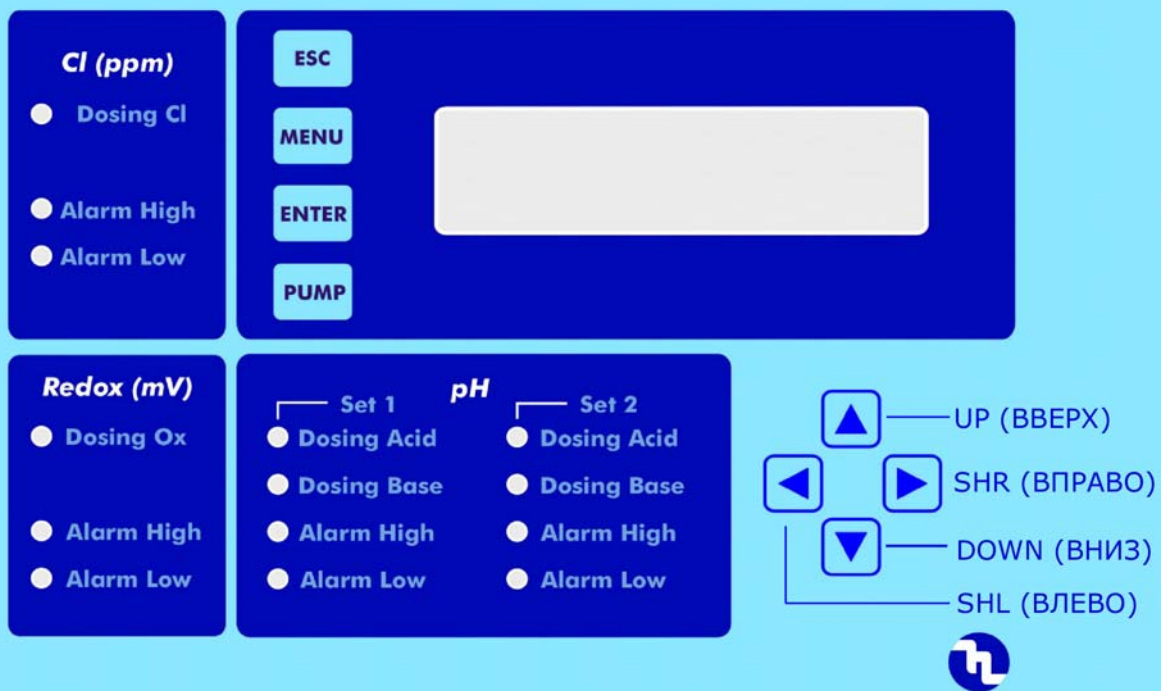 Cl (ppm)
Dosing Cl
Alarm High
Alarm Low
ESC
MENU
ENTER
PUMP
Redox (mV)
Dosing Ox
Alarm High
Alarm Low
pH
Set 1
Dosing Acid
Dosing Base
Alarm High
Alarm Low
Set 2
Dosing Acid
Dosing Base
Alarm High
Alarm Low
UP (ВВЕРХ)
SHR (ВПРАВО)
DOWN (ВНИЗ)
SHL (ВЛЕВО)